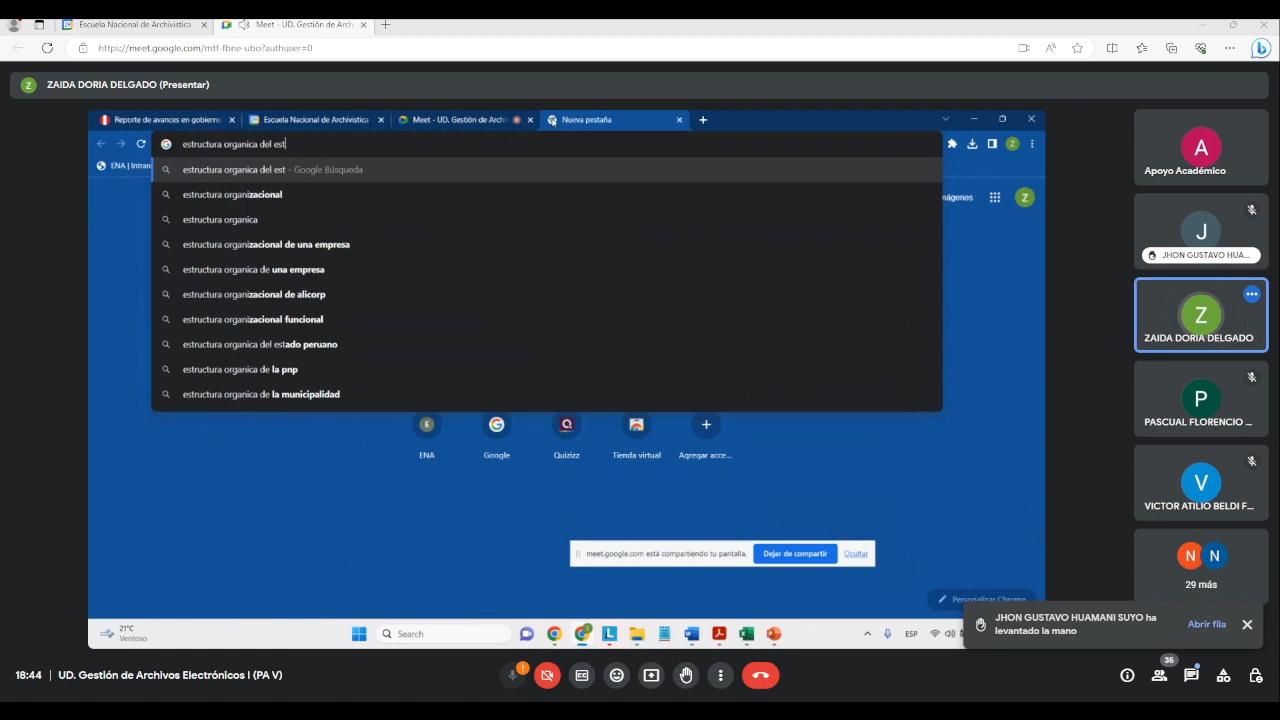 Escuela Nacional de Archivística
Meet - UD. Gestión de Arch
https://meet.google.com/mtf-fbne-ubo?authuser=0
Z ZAIDA DORIA DELGADO (Presentar)
Reporte de avances en gobierno
Escuela Nacional de Archivística
Meet - UD. Gestión de Archi
Nueva pestaña
estructura organica del est
ENA | Intran
estructura organica del est - Google Búsqueda
estructura organizacional
estructura organica
estructura organizacional de una empresa
estructura organica de una empresa
estructura organizacional de alicorp
estructura organizacional funcional
estructura organica del estado peruano
estructura organica de la pnp
estructura organica de la municipalidad
Imágenes
Z
Z
E
ENA
Google
Quizizz
Tienda virtual
Agregar acce...
meet.google.com está compartiendo tu pantalla.
Dejar de compartir
Ocultar
Personalizar Chrome
21°C
Ventoso
Search
ESP
A
Apoyo Académico
J
JHON GUSTAVO HUA...
Z
ZAIDA DORIA DELGADO
P
PASCUAL FLORENCIO ...
V
VICTOR ATILIO BELDI F...
N N
29 más
JHON GUSTAVO HUAMANI SUYO ha
levantado la mano
Abrir fila
18:44 UD. Gestión de Archivos Electrónicos I (PA V)
35